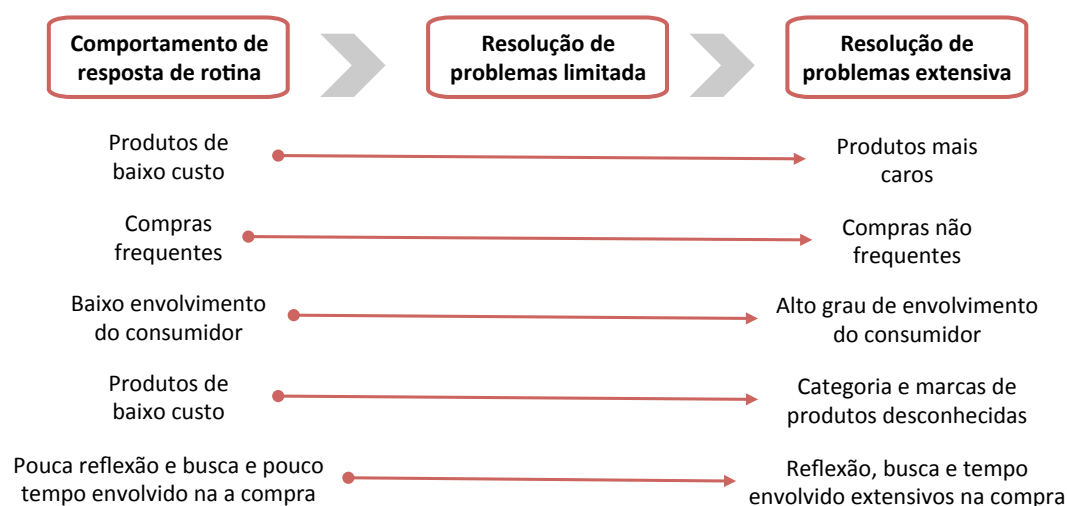 Comportamento de
resposta de rotina
Resolução de
problemas limitada
Resolução de
problemas extensiva
Produtos de
baixo custo
Produtos mais
caros
Compras
frequentes
Compras não
frequentes
Baixo envolvimento
do consumidor
Alto grau de envolvimento
do consumidor
Produtos de
baixo custo
Categoria e marcas de
produtos desconhecidas
Pouca reflexão e busca e pouco
tempo envolvido na a compra
Reflexão, busca e tempo
envolvido extensivos na compra